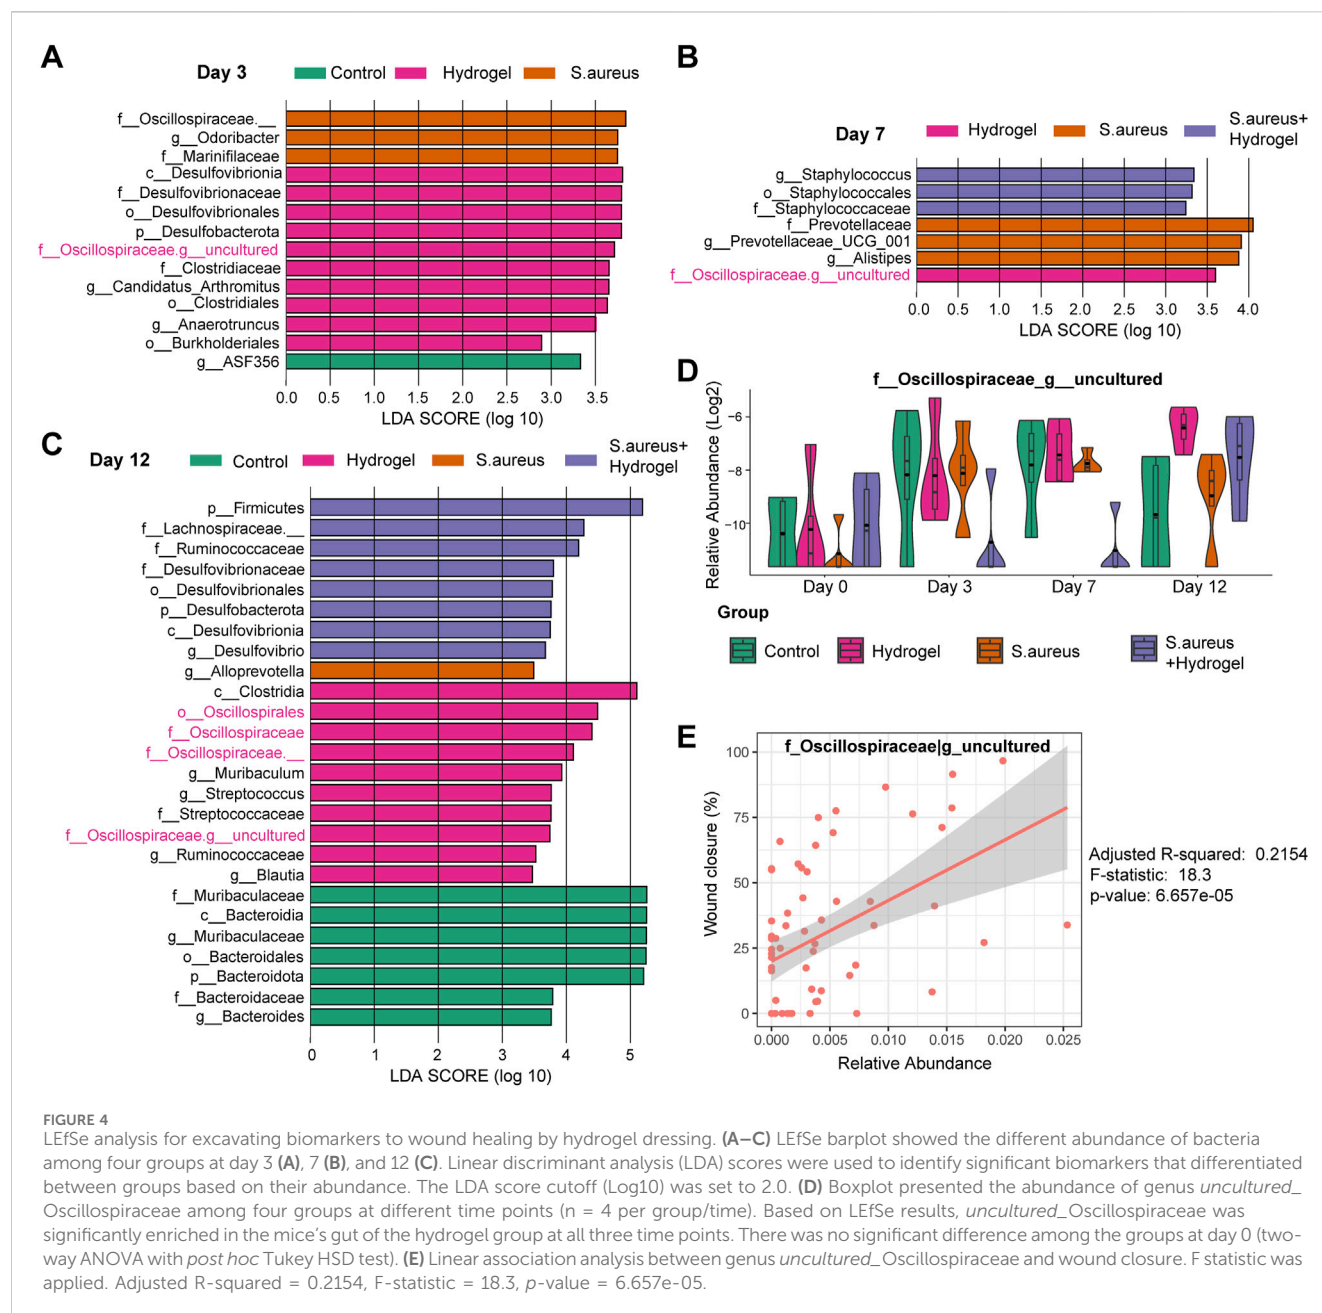 A
Day 3
Control
Hydrogel
S.aureus
f__Oscillospiraceae.__
g__Odoribacter
f__Marinifilaceae
c__Desulfovibrionia
f__Desulfovibrionaceae
o__Desulfovibrionales
p__Desulfobacterota
f__Oscillospiraceae.g__uncultured
f__Clostridiaceae
g__Candidatus_Arthromitus
o__Clostridiales
g__Anaerotruncus
o__Burkholderiales
g__ASF356
0.0 0.5 1.0 1.5 2.0 2.5 3.0 3.5
LDA SCORE (log 10)
B
Day 7
Hydrogel
S.aureus
S.aureus+
Hydrogel
g__Staphylococcus
o__Staphylococcales
f__Staphylococcaceae
f__Prevotellaceae
g__Prevotellaceae_UCG_001
g__Alistipes
f__Oscillospiraceae.g__uncultured
0.0 0.5 1.0 1.5 2.0 2.5 3.0 3.5 4.0
LDA SCORE (log 10)
C
Day 12
Control
Hydrogel
S.aureus
S.aureus+
Hydrogel
p__Firmicutes
f__Lachnospiraceae.__
f__Ruminococcaceae
f__Desulfovibrionaceae
o__Desulfovibrionales
p__Desulfobacterota
c__Desulfovibrionia
g__Desulfovibrio
g__Alloprevotella
c__Clostridia
o__Oscillospirales
f__Oscillospiraceae
f__Oscillospiraceae.__
g__Muribaculum
g__Streptococcus
f__Streptococcaceae
f__Oscillospiraceae.g__uncultured
g__Ruminococcaceae
g__Blautia
f__Muribaculaceae
c__Bacteroidia
g__Muribaculaceae
o__Bacteroidales
p__Bacteroidota
f__Bacteroidaceae
g__Bacteroides
0 1 2 3 4 5
LDA SCORE (log 10)
D
f__Oscillospiraceae_g__uncultured
Relative Abundance (Log2)
−6
−8
−10
Day 0 Day 3 Day 7 Day 12
Group
Control
Hydrogel
S.aureus
S.aureus
+Hydrogel
E
f_Oscillospiraceae|g_uncultured
Wound closure (%)
100
75
50
25
0
0.000 0.005 0.010 0.015 0.020 0.025
Relative Abundance
Adjusted R-squared: 0.2154
F-statistic: 18.3
p-value: 6.657e-05
FIGURE 4
LEfSe analysis for excavating biomarkers to wound healing by hydrogel dressing. (A–C) LEfSe barplot showed the different abundance of bacteria
among four groups at day 3 (A), 7 (B), and 12 (C). Linear discriminant analysis (LDA) scores were used to identify significant biomarkers that differentiated
between groups based on their abundance. The LDA score cutoff (Log10) was set to 2.0. (D) Boxplot presented the abundance of genus uncultured_
Oscillospiraceae among four groups at different time points (n = 4 per group/time). Based on LEfSe results, uncultured_Oscillospiraceae was
significantly enriched in the mice's gut of the hydrogel group at all three time points. There was no significant difference among the groups at day 0 (two-
way ANOVA with post hoc Tukey HSD test). (E) Linear association analysis between genus uncultured_Oscillospiraceae and wound closure. F statistic was
applied. Adjusted R-squared = 0.2154, F-statistic = 18.3, p-value = 6.657e-05.